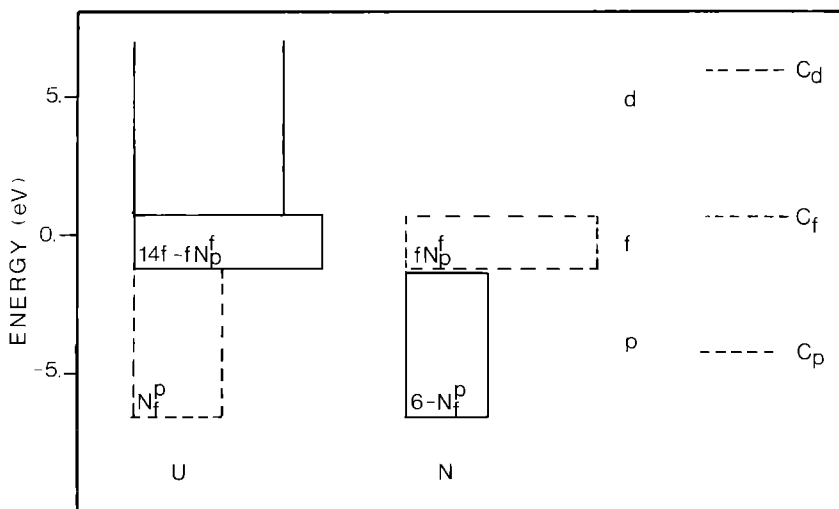 ENERGY (eV)
5.
0.
-5.
d
C_d
14f-fN_p^f
fN_p^f
f
C_f
p
C_p
N_f^p
6-N_f^p
U
N